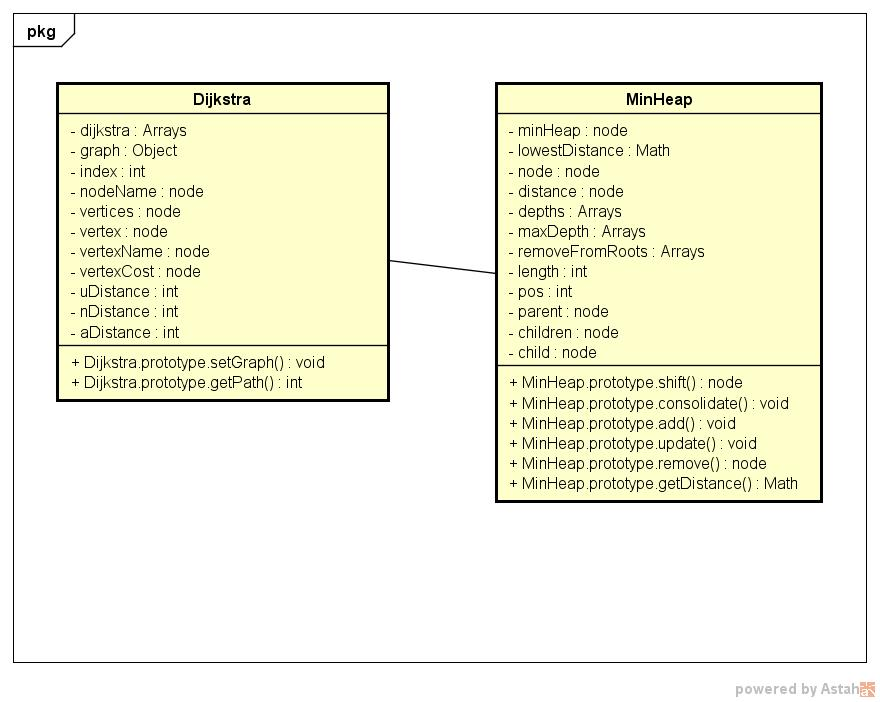 pkg
Dijkstra
- dijkstra : Arrays
- graph : Object
- index : int
- nodeName : node
- vertices : node
- vertex : node
- vertexName : node
- vertexCost : node
- uDistance : int
- nDistance : int
- aDistance : int
+ Dijkstra.prototype.setGraph() : void
+ Dijkstra.prototype.getPath() : int
MinHeap
- minHeap : node
- lowestDistance : Math
- node : node
- distance : node
- depths : Arrays
- maxDepth : Arrays
- removeFromRoots : Arrays
- length : int
- pos : int
- parent : node
- children : node
- child : node
+ MinHeap.prototype.shift() : node
+ MinHeap.prototype.consolidate() : void
+ MinHeap.prototype.add() : void
+ MinHeap.prototype.update() : void
+ MinHeap.prototype.remove() : node
+ MinHeap.prototype.getDistance() : Math
powered by Astah